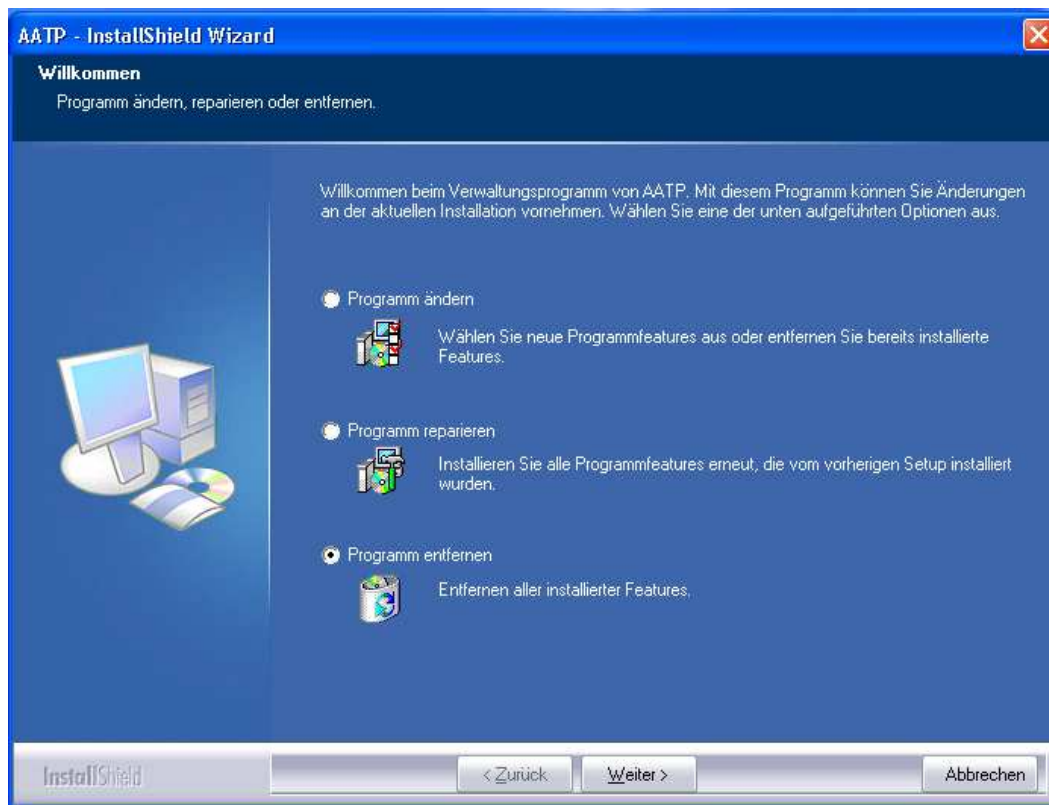 AATP - InstallShield Wizard
Willkommen
Programm ändern, reparieren oder entfernen.
Willkommen beim Verwaltungsprogramm von AATP. Mit diesem Programm können Sie Änderungen
an der aktuellen Installation vornehmen. Wählen Sie eine der unten aufgeführten Optionen aus.
Programm ändern
Wählen Sie neue Programmfeatures aus oder entfernen Sie bereits installierte
Features.
Programm reparieren
Installieren Sie alle Programmfeatures erneut, die vom vorherigen Setup installiert
wurden.
Programm entfernen
Entfernen aller installierter Features.
InstallShield
< Zurück
Weiter >
Abbrechen